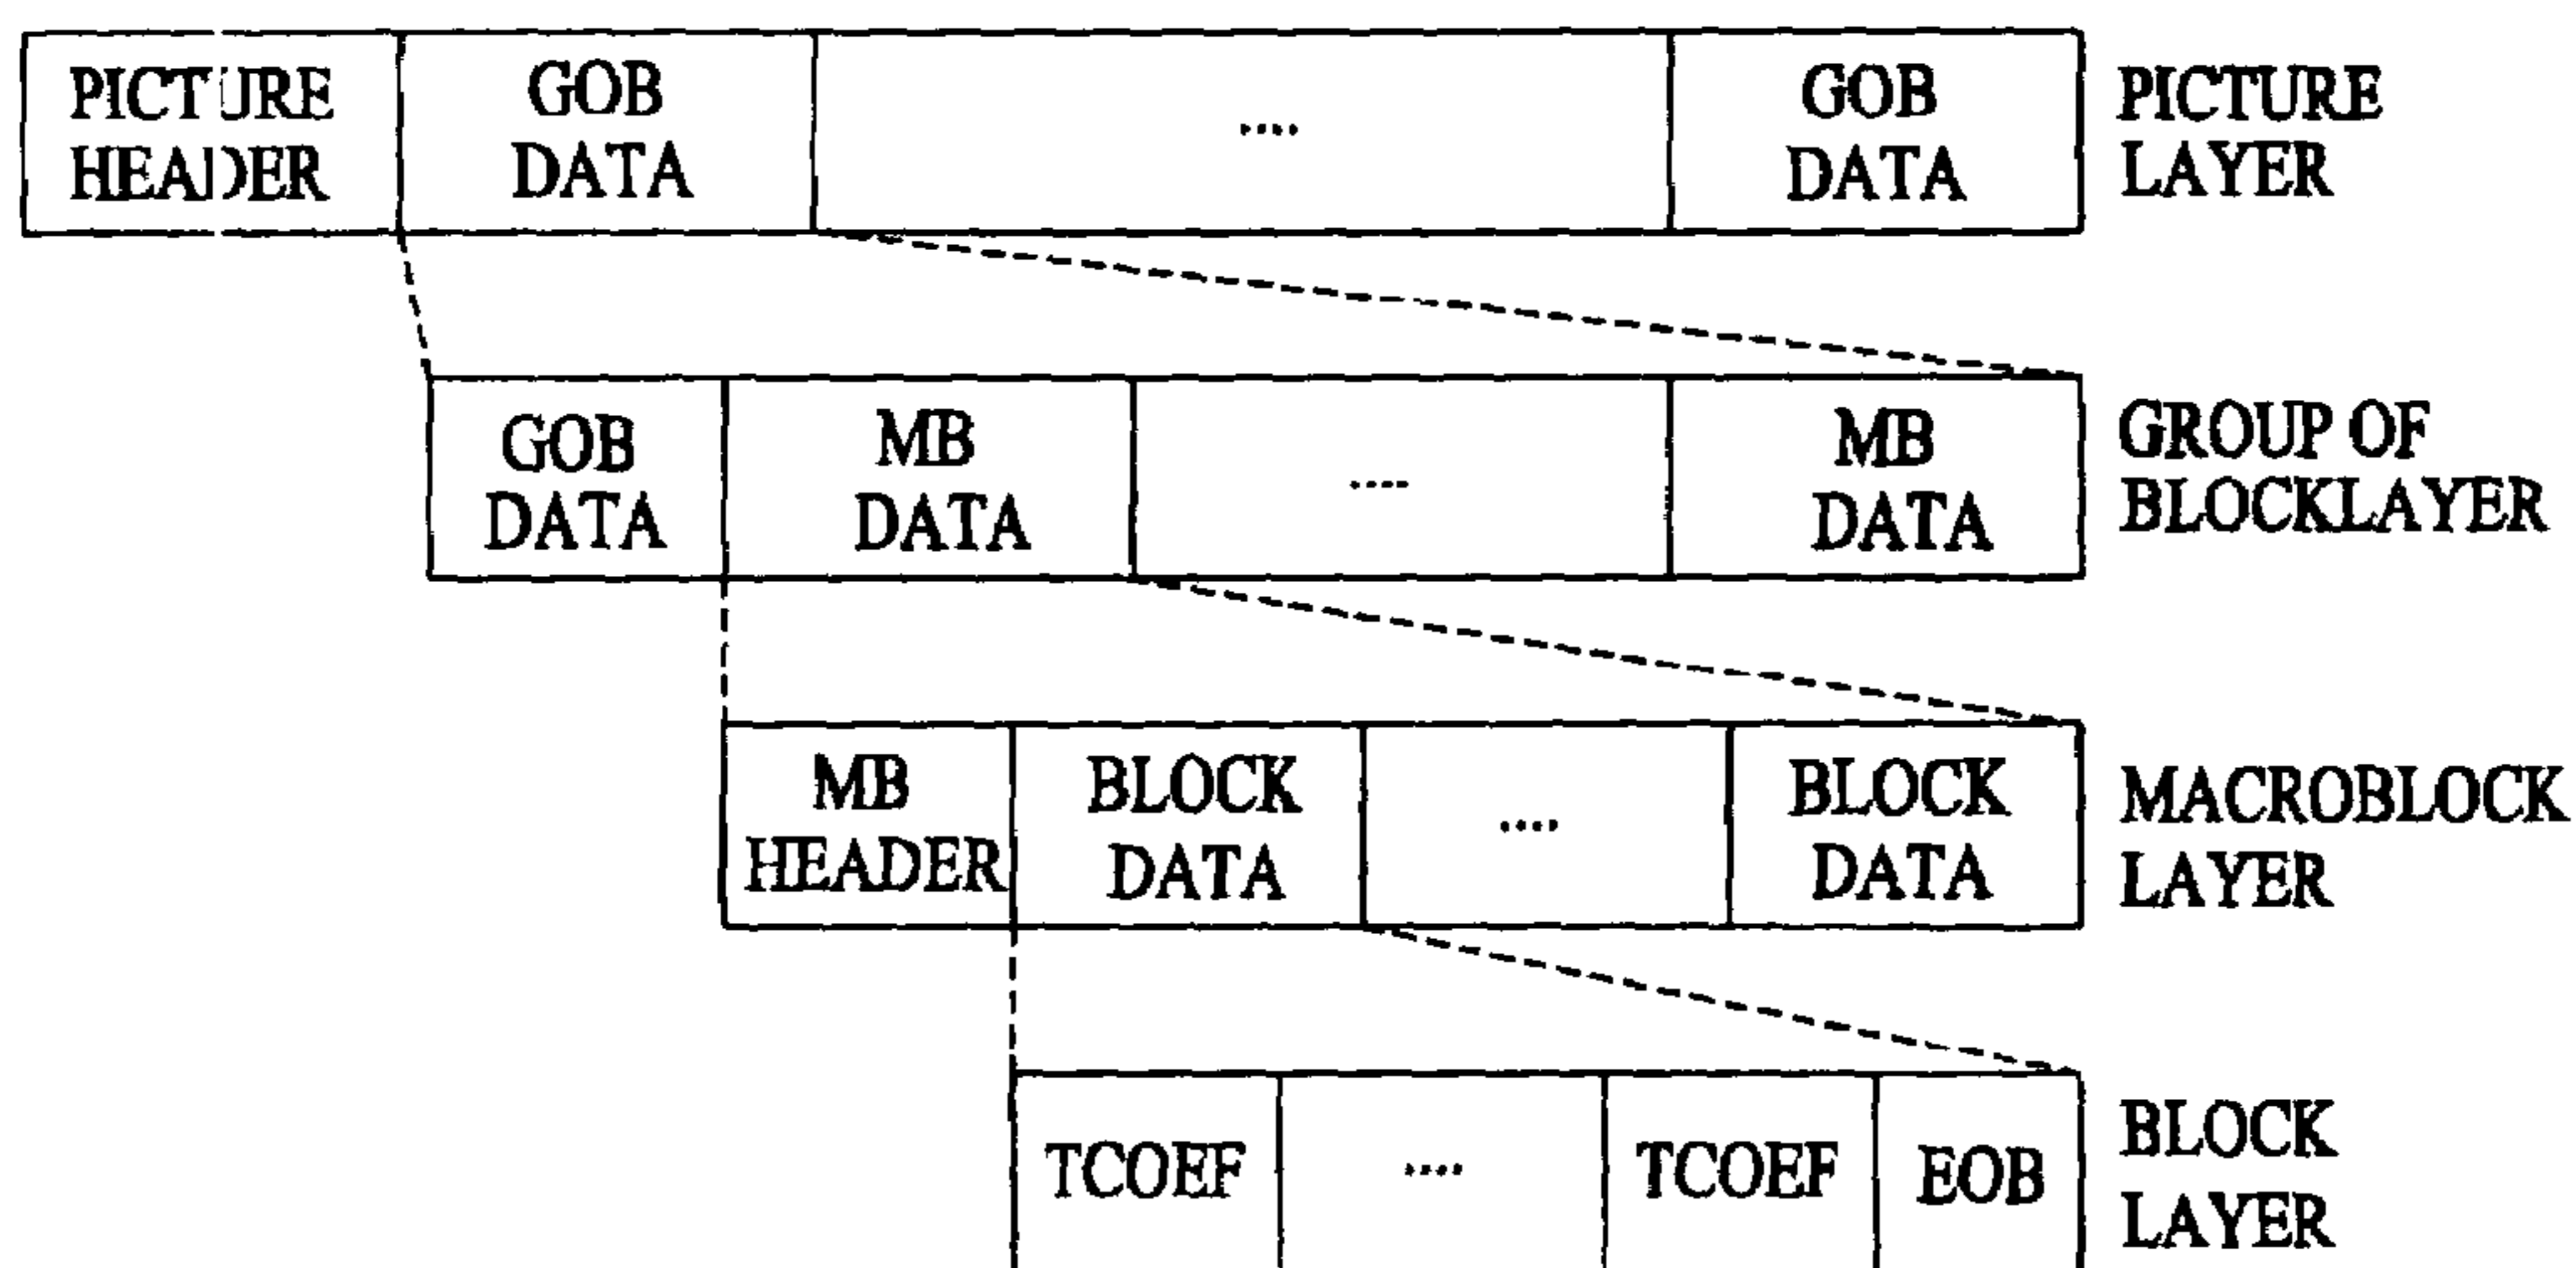 PICTURE HEADER
GOB DATA
....
GOB DATA
PICTURE LAYER
GOB DATA
MB DATA
....
MB DATA
GROUP OF BLOCKLAYER
MB HEADER
BLOCK DATA
....
BLOCK DATA
MACROBLOCK LAYER
TCOEF
....
TCOEF
EOB
BLOCK LAYER